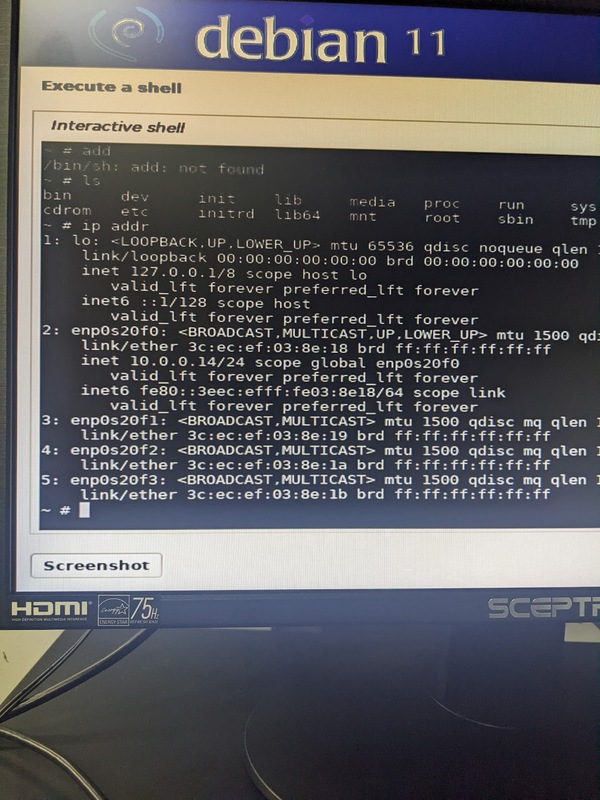 debian 11
Execute a shell
Interactive shell
~ # add
/bin/sh: add: not found
~ # ls
bin dev init lib media proc run sys
cdrom etc initrd lib64 mnt root sbin tmp
~ # ip addr
1: lo: <LOOPBACK,UP,LOWER_UP> mtu 65536 qdisc noqueue qlen 1
link/loopback 00:00:00:00:00:00 brd 00:00:00:00:00:00
inet 127.0.0.1/8 scope host lo
valid_lft forever preferred_lft forever
inet6 ::1/128 scope host
valid_lft forever preferred_lft forever
2: enp0s20f0: <BROADCAST,MULTICAST,UP,LOWER_UP> mtu 1500 qdi
link/ether 3c:ec:ef:03:8e:18 brd ff:ff:ff:ff:ff:ff
inet 10.0.0.14/24 scope global enp0s20f0
valid_lft forever preferred_lft forever
inet6 fe80::3eec:efff:fe03:8e18/64 scope link
valid_lft forever preferred_lft forever
3: enp0s20f1: <BROADCAST,MULTICAST> mtu 1500 qdisc mq qlen 1
link/ether 3c:ec:ef:03:8e:19 brd ff:ff:ff:ff:ff:ff
4: enp0s20f2: <BROADCAST,MULTICAST> mtu 1500 qdisc mq qlen 1
link/ether 3c:ec:ef:03:8e:1a brd ff:ff:ff:ff:ff:ff
5: enp0s20f3: <BROADCAST,MULTICAST> mtu 1500 qdisc mq qlen 1
link/ether 3c:ec:ef:03:8e:1b brd ff:ff:ff:ff:ff:ff
~ #
Screenshot
HDMI
HIGH-DEFINITION MULTIMEDIA INTERFACE
ENERGY STAR
75Hz
SCEPTR